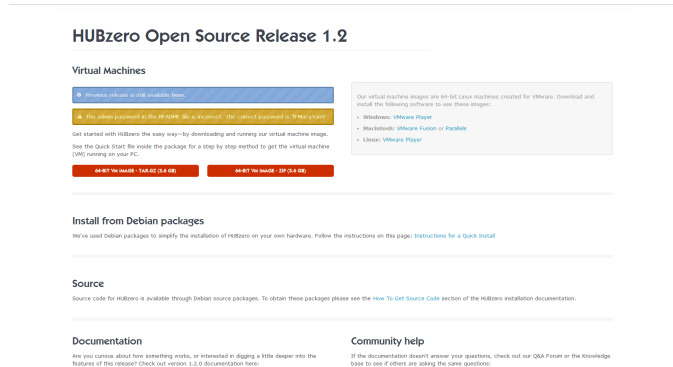 HUBzero Open Source Release 1.2
Virtual Machines
Previous release is still available here.
The admin password in the README file is incorrect. The correct password is
Get started with HUBzero the easy way—by downloading and running our virtual machine image.
See the Quick Start file inside the package for a step by step method to get the virtual machine
(VM) running on your PC.
64-BIT VM IMAGE - TAR.GZ (3.6 GB)
64-BIT VM IMAGE - ZIP (3.6 GB)
Our virtual machine images are 64-bit Linux machines created for VMware. Download and
install the following software to use these images:
• Windows: VMware Player
• Macintosh: VMware Fusion or Parallels
• Linux: VMware Player
Install from Debian packages
We've used Debian packages to simplify the installation of HUBzero on your own hardware. Follow the instructions on this page: Instructions for a Quick Install
Source
Source code for HUBzero is available through Debian source packages. To obtain these packages please see the How To Get Source Code section of the HUBzero installation documentation.
Documentation
Are you curious about how something works, or interested in digging a little deeper into the
features of this release? Check out version 1.2.0 documentation here:
Community help
If the documentation doesn't answer your questions, check out our Q&A Forum or the Knowledge
base to see if others are asking the same questions: